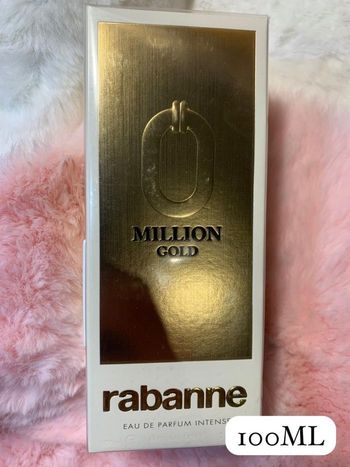 MILLION
GOLD
rabanne
EAU DE PARFUM INTENSE
100ML